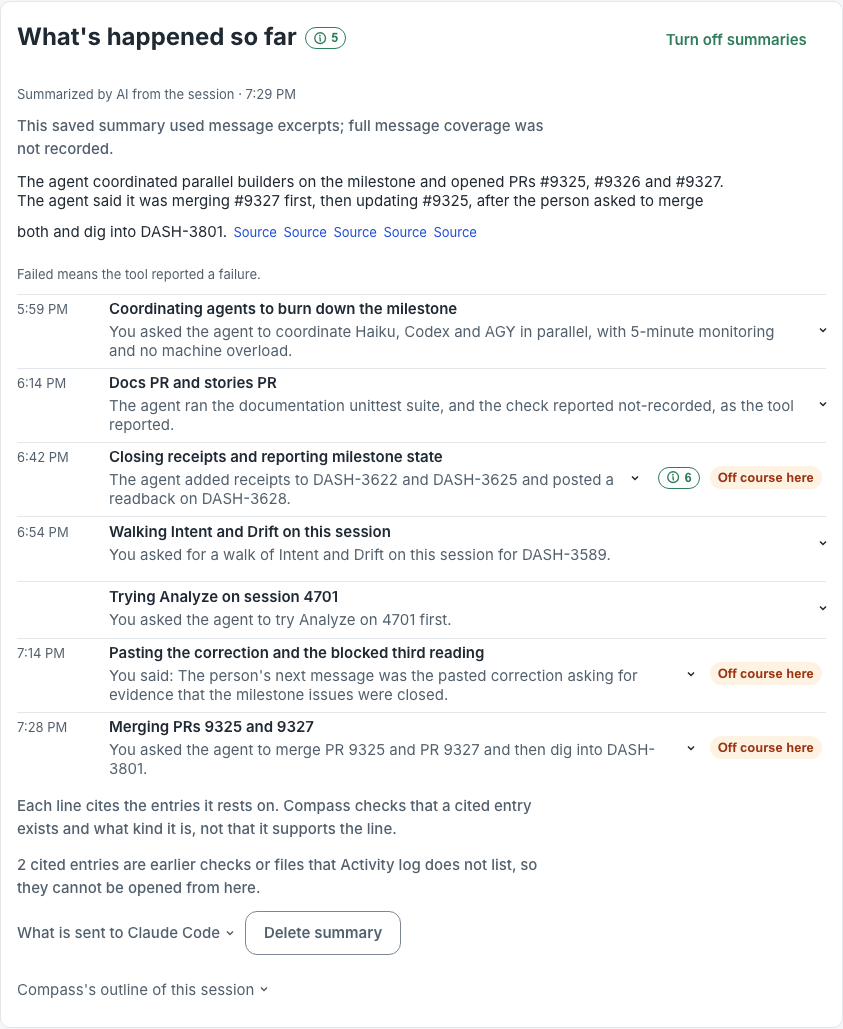 What's happened so far
5
Turn off summaries
Summarized by AI from the session · 7:29 PM
This saved summary used message excerpts; full message coverage was
not recorded.
The agent coordinated parallel builders on the milestone and opened PRs #9325, #9326 and #9327.
The agent said it was merging #9327 first, then updating #9325, after the person asked to merge
both and dig into DASH-3801. Source Source Source Source Source
Failed means the tool reported a failure.
5:59 PM
Coordinating agents to burn down the milestone
You asked the agent to coordinate Haiku, Codex and AGY in parallel, with 5-minute monitoring
and no machine overload.
6:14 PM
Docs PR and stories PR
The agent ran the documentation unittest suite, and the check reported not-recorded, as the tool
reported.
6:42 PM
Closing receipts and reporting milestone state
The agent added receipts to DASH-3622 and DASH-3625 and posted a
readback on DASH-3628.
6
Off course here
6:54 PM
Walking Intent and Drift on this session
You asked for a walk of Intent and Drift on this session for DASH-3589.
Trying Analyze on session 4701
You asked the agent to try Analyze on 4701 first.
7:14 PM
Pasting the correction and the blocked third reading
You said: The person's next message was the pasted correction asking for
evidence that the milestone issues were closed.
Off course here
7:28 PM
Merging PRs 9325 and 9327
You asked the agent to merge PR 9325 and PR 9327 and then dig into DASH-
3801.
Off course here
Each line cites the entries it rests on. Compass checks that a cited entry
exists and what kind it is, not that it supports the line.
2 cited entries are earlier checks or files that Activity log does not list, so
they cannot be opened from here.
What is sent to Claude Code
Delete summary
Compass's outline of this session